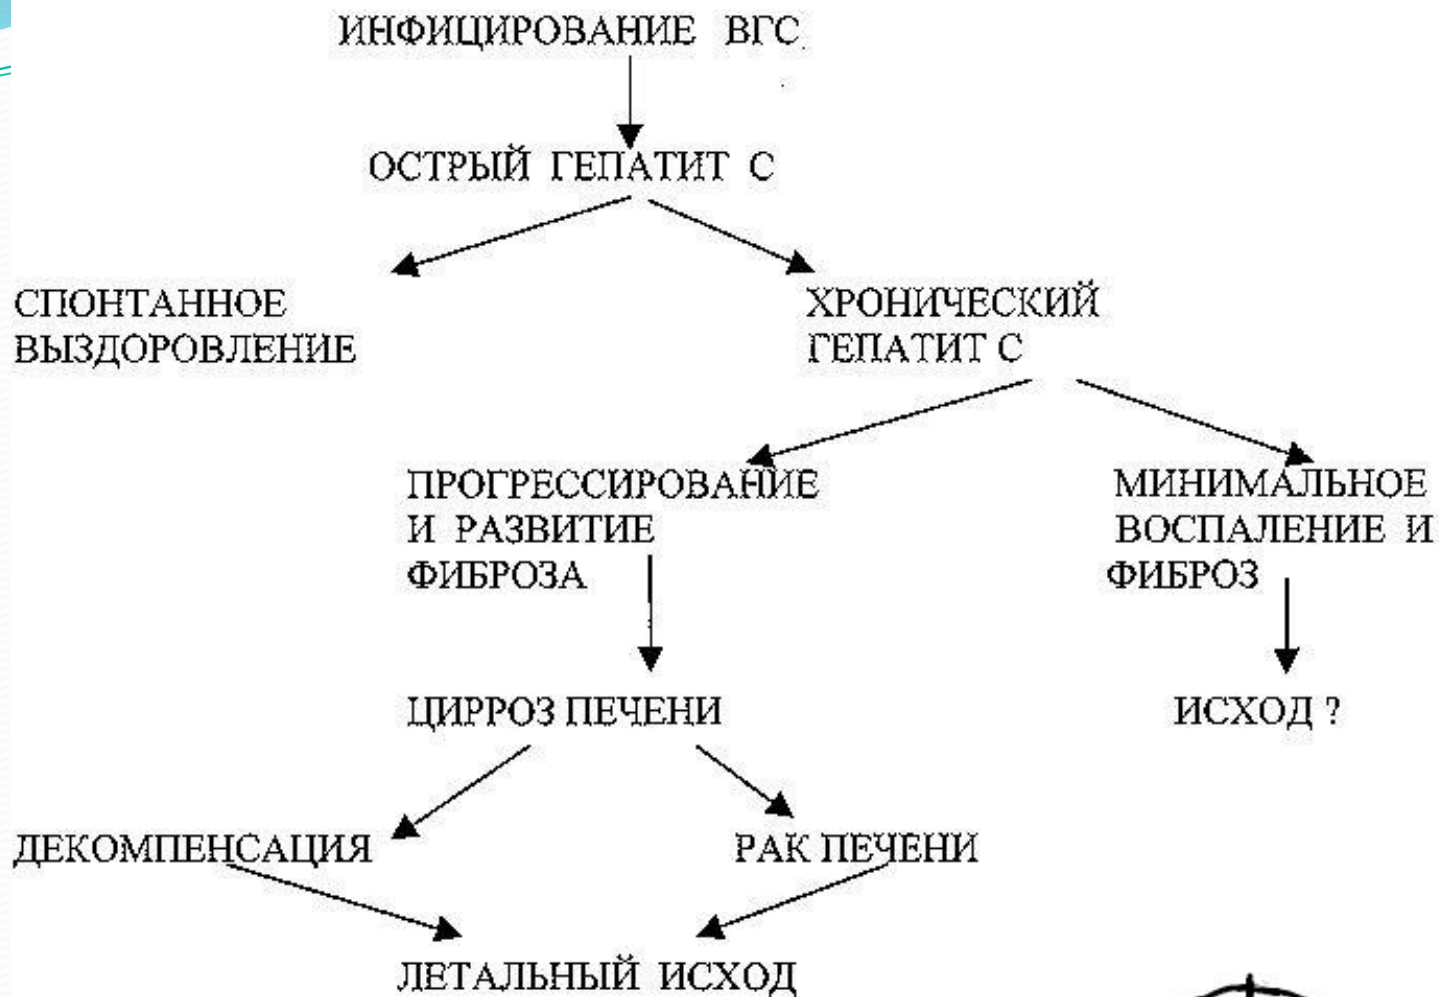 ИНФИЦИРОВАНИЕ ВГС
ОСТРЫЙ ГЕПАТИТ С
СПОНТАННОЕ
ВЫЗДОРОВЛЕНИЕ
ХРОНИЧЕСКИЙ
ГЕПАТИТ С
ПРОГРЕССИРОВАНИЕ
И РАЗВИТИЕ
ФИБРОЗА
МИНИМАЛЬНОЕ
ВОСПАЛЕНИЕ И
ФИБРОЗ
ЦИРРОЗ ПЕЧЕНИ
ИСХОД ?
ДЕКОМПЕНСАЦИЯ
РАК ПЕЧЕНИ
ЛЕТАЛЬНЫЙ ИСХОД